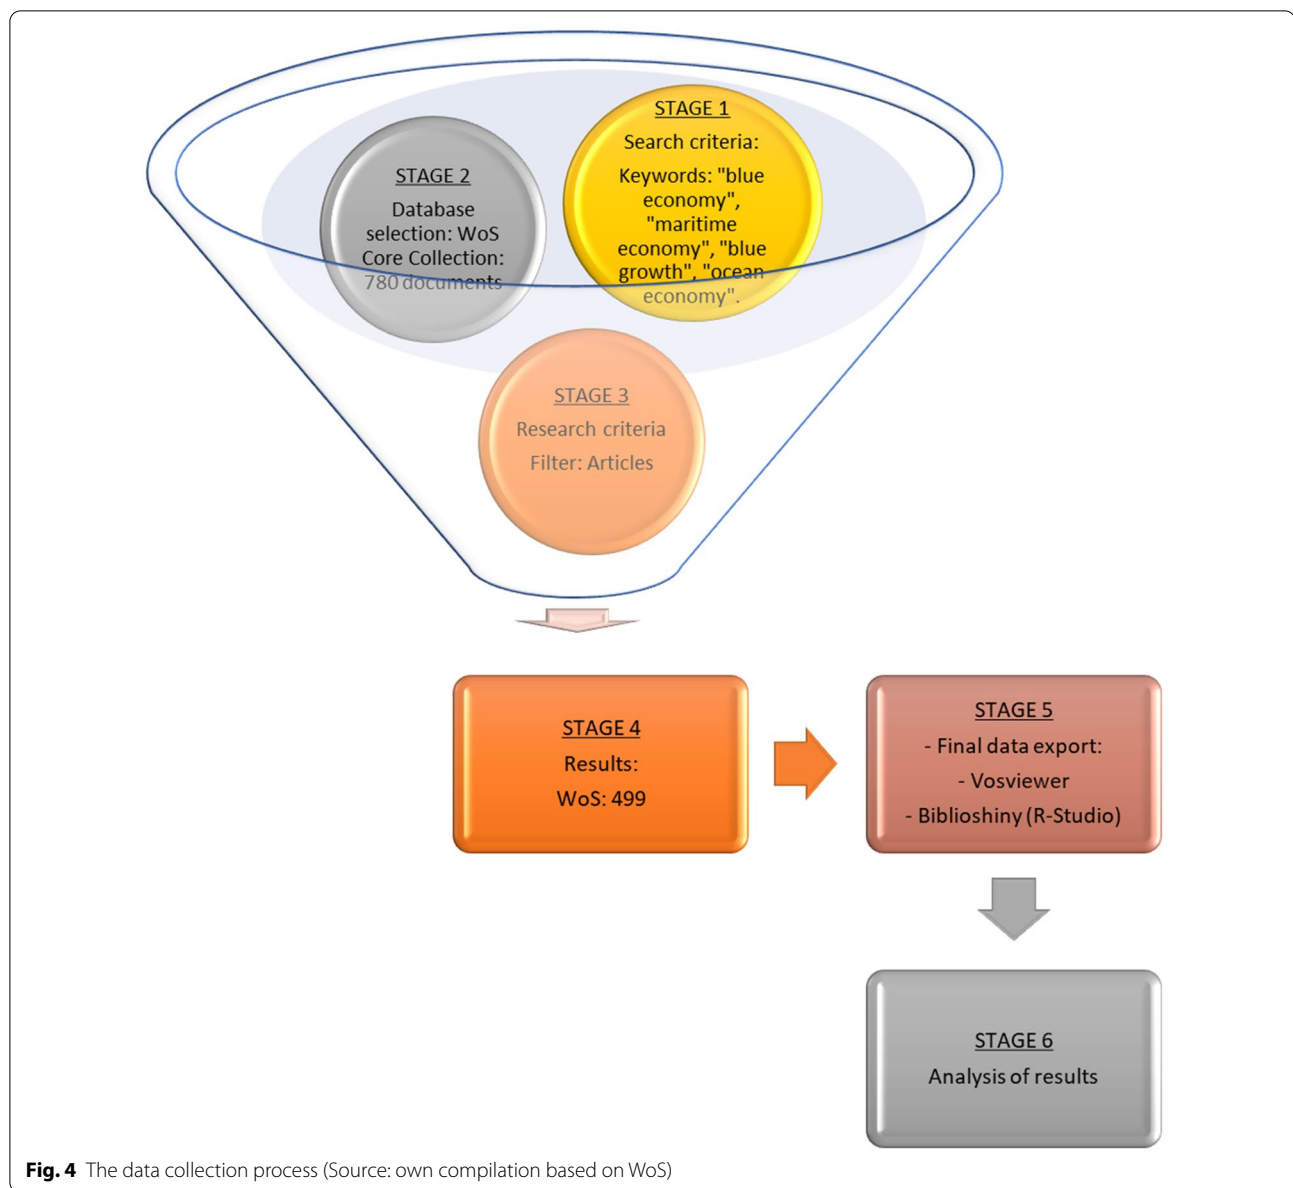 STAGE 1
Search criteria:
Keywords: "blue
economy",
"maritime
economy", "blue
growth", "ocean
economy".
STAGE 2
Database
selection: WoS
Core Collection:
780 documents
STAGE 3
Research criteria
Filter: Articles
STAGE 4
Results:
WoS: 499
STAGE 5
- Final data export:
- Vosviewer
- Biblioshiny (R-Studio)
STAGE 6
Analysis of results
Fig. 4 The data collection process (Source: own compilation based on WoS)